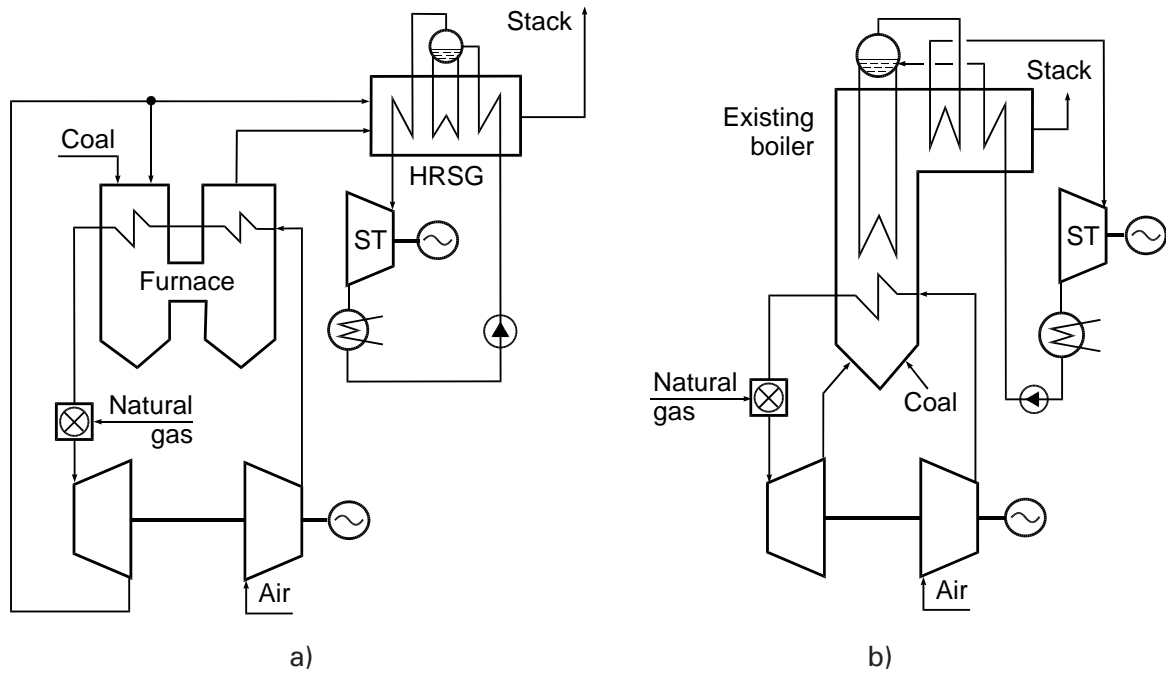 Stack
Coal
HRSG
ST
Furnace
Natural
gas
Air
a)
Existing
boiler
Stack
ST
Natural
gas
Coal
Air
b)